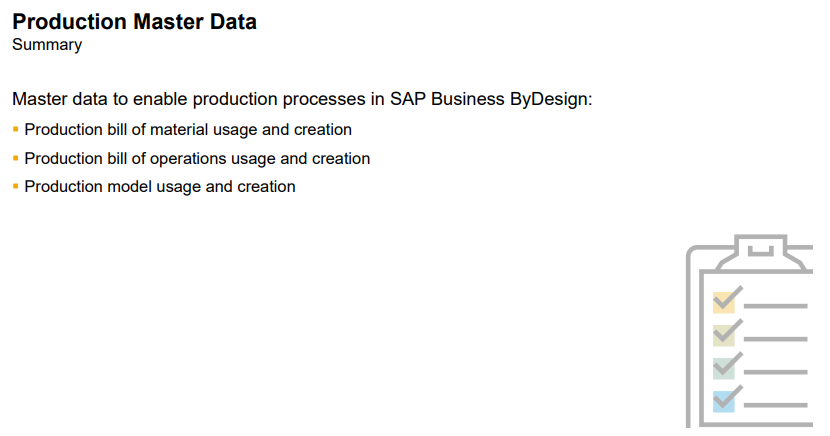 Production Master Data
Summary
Master data to enable production processes in SAP Business ByDesign:
Production bill of material usage and creation
Production bill of operations usage and creation
Production model usage and creation